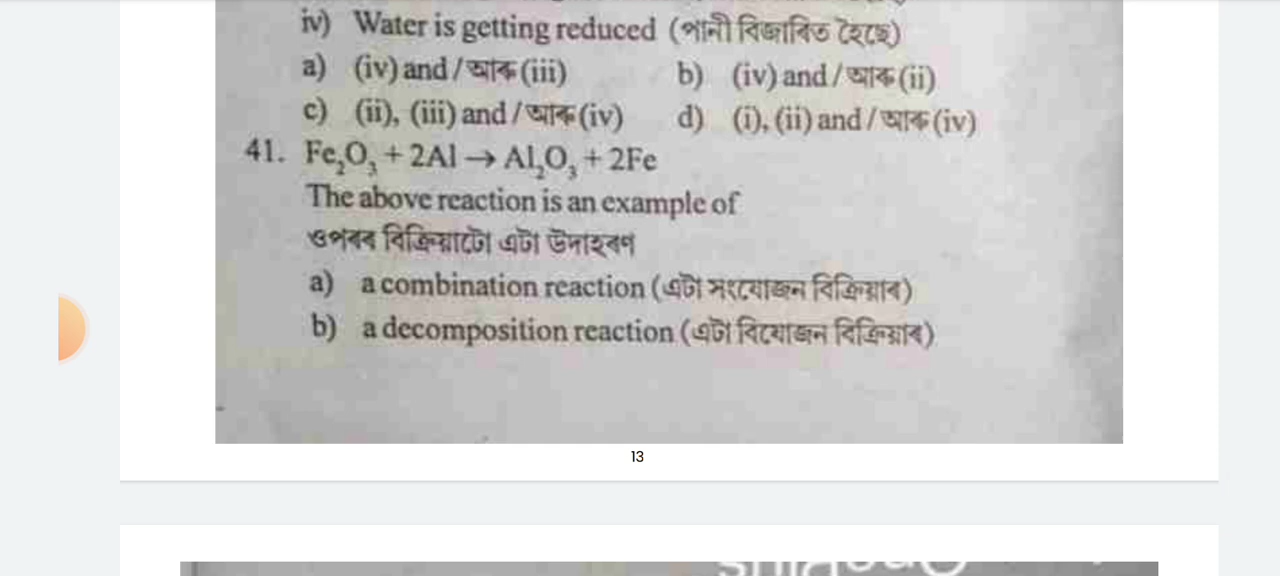 iv) Water is getting reduced (পানী বিজাৰিত হৈছে)
a) (iv) and / আৰু (iii) b) (iv) and / আৰু (ii)
c) (ii), (iii) and / আৰু (iv) d) (i), (ii) and / আৰু (iv)
41. Fe₂O₃ + 2Al → Al₂O₃ + 2Fe
The above reaction is an example of
ওপৰৰ বিক্ৰিয়াটো এটা উদাহৰণ
a) a combination reaction (এটা সংযোজন বিক্ৰিয়াৰ)
b) a decomposition reaction (এটা বিযোজন বিক্ৰিয়াৰ)
13